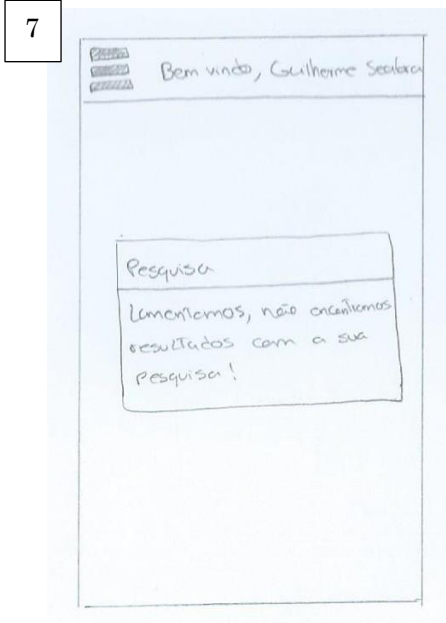 7
Bem vindo, Guilherme Seabra
Pesquisa
Lamentamos, não encontramos
resultados com a sua
pesquisa!